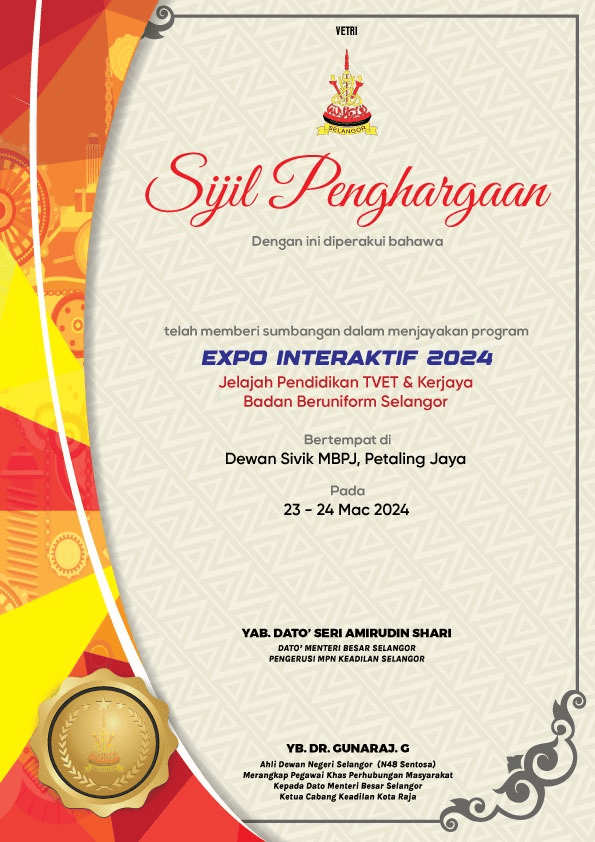 VETRI
SELANGOR
Sijil Penghargaan
Dengan ini diperakui bahawa
telah memberi sumbangan dalam menjayakan program
EXPO INTERAKTIF 2024
Jelajah Pendidikan TVET & Kerjaya
Badan Beruniform Selangor
Bertempat di
Dewan Sivik MBPJ, Petaling Jaya
Pada
23 - 24 Mac 2024
YAB. DATO' SERI AMIRUDIN SHARI
DATO' MENTERI BESAR SELANGOR
PENGERUSI MPN KEADILAN SELANGOR
YB. DR. GUNARAJ. G
Ahli Dewan Negeri Selangor (N48 Sentosa)
Merangkap Pegawai Khas Perhubungan Masyarakat
Kepada Dato Menteri Besar Selangor
Ketua Cabang Keadilan Kota Raja